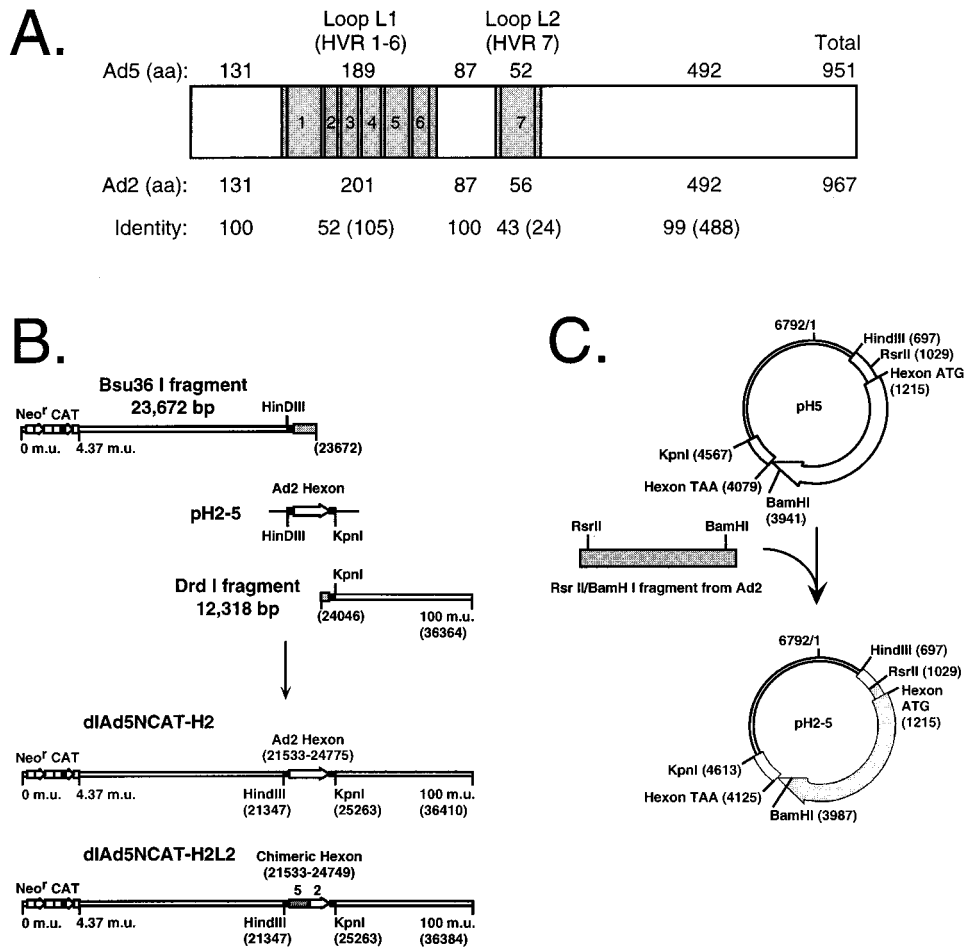 A.
Loop L1
(HVR 1-6)
Loop L2
(HVR 7)
Total
Ad5 (aa): 131 189 87 52 492 951
1 2 3 4 5 6 7
Ad2 (aa): 131 201 87 56 492 967
Identity: 100 52 (105) 100 43 (24) 99 (488)
B.
Bsu36 I fragment
23,672 bp
HinDIII
Neor CAT
0 m.u. 4.37 m.u. (23672)
Ad2 Hexon
pH2-5
HinDIII KpnI
Drd I fragment
12,318 bp
KpnI
(24046) 100 m.u.
(36364)
dlAd5NCAT-H2
Ad2 Hexon
(21533-24775)
Neor CAT
0 m.u. 4.37 m.u. HindIII KpnI 100 m.u.
(21347) (25263) (36410)
dlAd5NCAT-H2L2
Chimeric Hexon
(21533-24749)
Neor CAT 5 2
0 m.u. 4.37 m.u. HindIII KpnI 100 m.u.
(21347) (25263) (36384)
C.
6792/1
HindIII (697)
RsrII (1029)
Hexon ATG
(1215)
pH5
KpnI (4567)
Hexon TAA (4079)
BamHI
(3941)
RsrII BamHI
Rsr II/BamH I fragment from Ad2
6792/1
HindIII (697)
RsrII (1029)
Hexon
ATG
(1215)
pH2-5
KpnI (4613)
Hexon TAA (4125)
BamHI (3987)